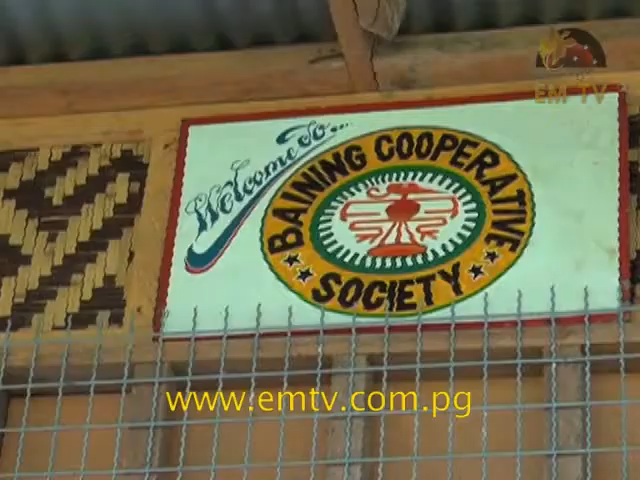 EM TV
Welcome to...
BAINING COOPERATIVE
SOCIETY
www.emtv.com.pg